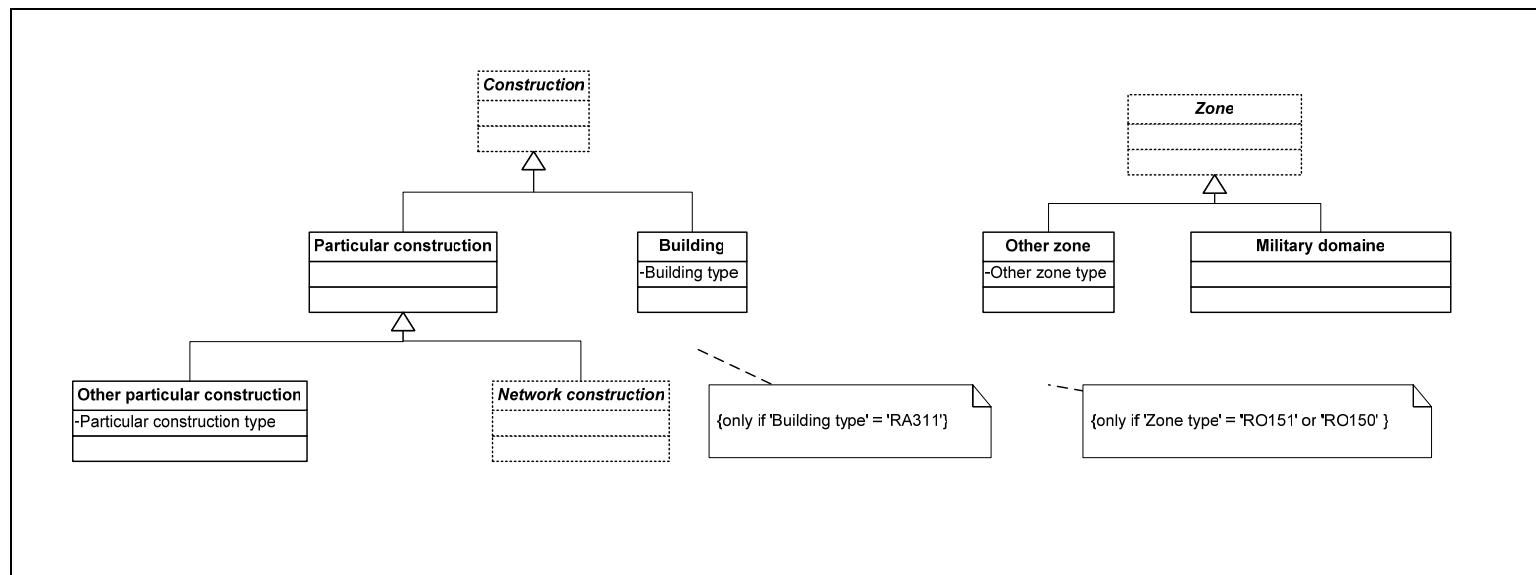 Construction
Zone
Particular construction
Building
-Building type
Other zone
-Other zone type
Military domaine
Other particular construction
-Particular construction type
Network construction
{only if 'Building type' = 'RA311'}
{only if 'Zone type' = 'RO151' or 'RO150' }